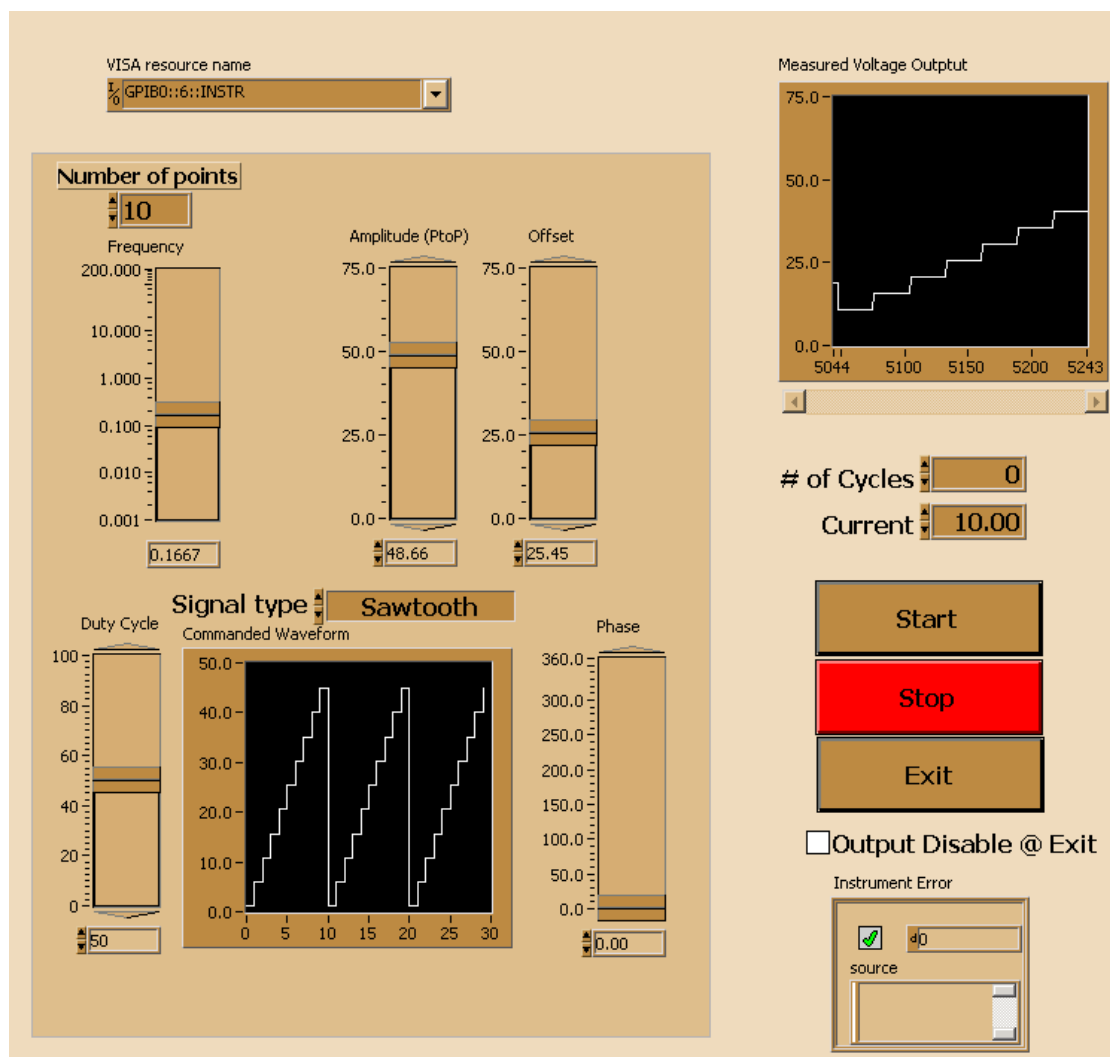 VISA resource name
I/O GPIB0::6::INSTR
Measured Voltage Outptut
75.0
50.0
25.0
0.0
5044 5100 5150 5200 5243
Number of points
10
Frequency
200.000
10.000
1.000
0.100
0.010
0.001
0.1667
Amplitude (PtoP)
75.0
50.0
25.0
0.0
48.66
Offset
75.0
50.0
25.0
0.0
25.45
# of Cycles 0
Current 10.00
Signal type Sawtooth
Duty Cycle
100
80
60
40
20
0
50
Commanded Waveform
50.0
40.0
30.0
20.0
10.0
0.0
0 5 10 15 20 25 30
Phase
360.0
300.0
250.0
200.0
150.0
100.0
50.0
0.0
0.00
Start
Stop
Exit
Output Disable @ Exit
Instrument Error
d0
source